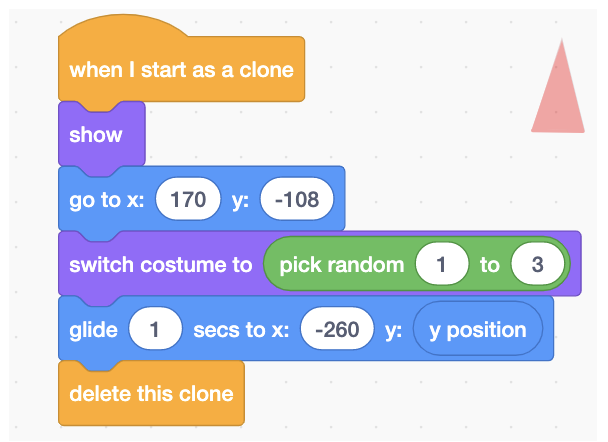 when I start as a clone
show
go to x: 170 y: -108
switch costume to pick random 1 to 3
glide 1 secs to x: -260 y: y position
delete this clone